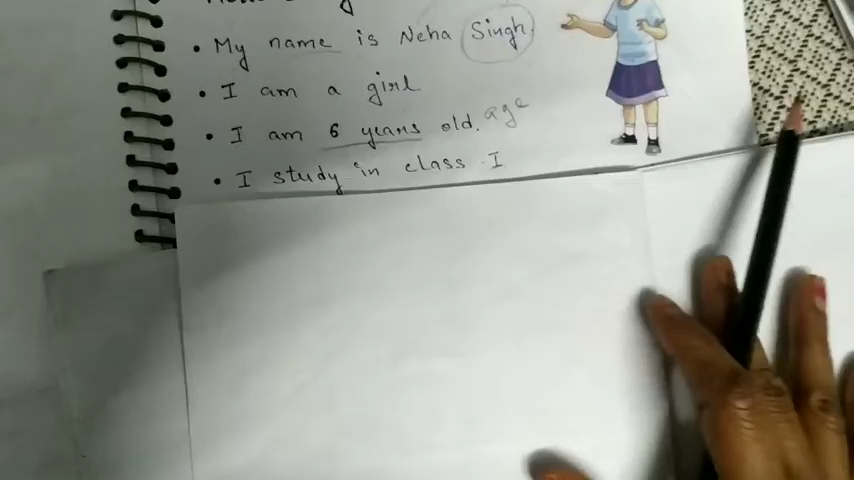 • My name is Neha Singh
• I am a girl
• I am 6 years old. age
• I study in class I